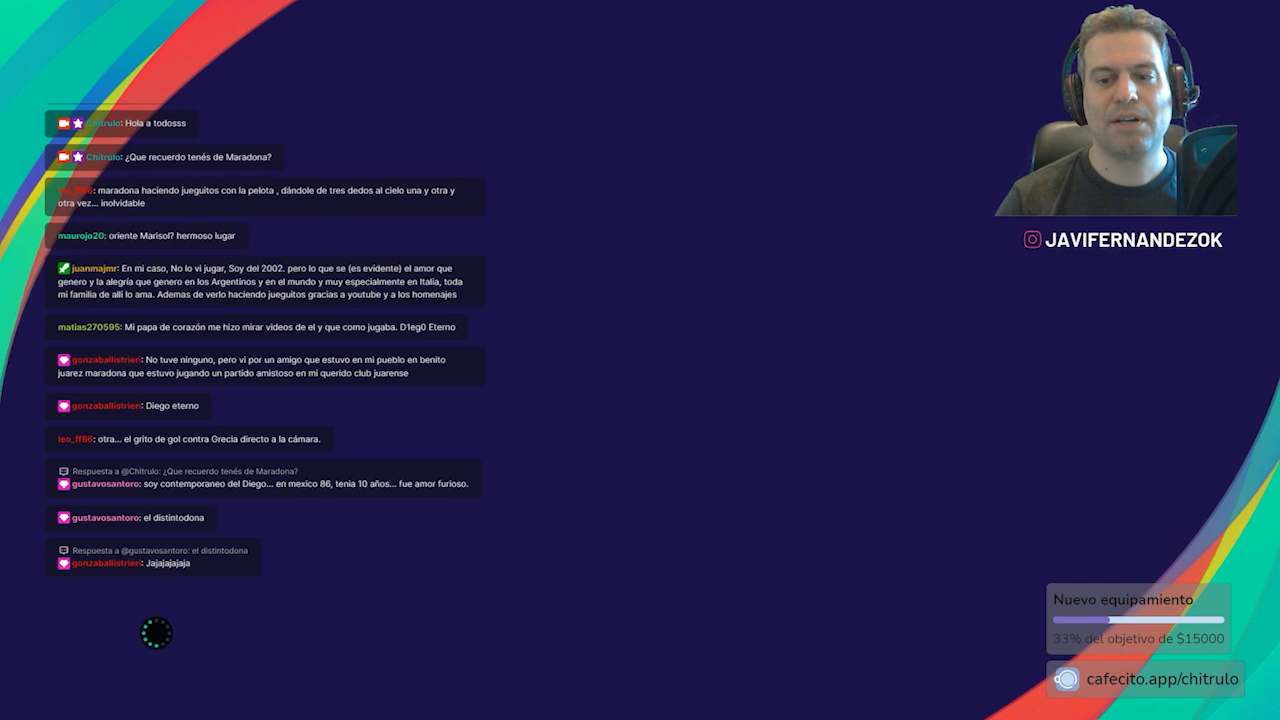 Chitrulo: Hola a todosss
Chitrulo: ¿Que recuerdo tenés de Maradona?
leo_ff86: maradona haciendo jueguitos con la pelota , dándole de tres dedos al cielo una y otra y
otra vez... inolvidable
maurojo20: oriente Marisol? hermoso lugar
juanmajmr: En mi caso, No lo vi jugar, Soy del 2002. pero lo que se (es evidente) el amor que
genero y la alegría que genero en los Argentinos y en el mundo y muy especialmente en Italia, toda
mi familia de alli lo ama. Ademas de verlo haciendo jueguitos gracias a youtube y a los homenajes
matias270595: Mi papa de corazón me hizo mirar videos de el y que como jugaba. D1eg0 Eterno
gonzaballistrieri: No tuve ninguno, pero vi por un amigo que estuvo en mi pueblo en benito
juarez maradona que estuvo jugando un partido amistoso en mi querido club juarense
gonzaballistrieri: Diego eterno
leo_ff86: otra... el grito de gol contra Grecia directo a la cámara.
Respuesta a @Chitrulo: ¿Que recuerdo tenés de Maradona?
gustavosantoro: soy contemporaneo del Diego... en mexico 86, tenia 10 años... fue amor furioso.
gustavosantoro: el distintodona
Respuesta a @gustavosantoro: el distintodona
gonzaballistrieri: Jajajajajaja
JAVIFERNANDEZOK
Nuevo equipamiento
33% del objetivo de $15000
cafecito.app/chitrulo